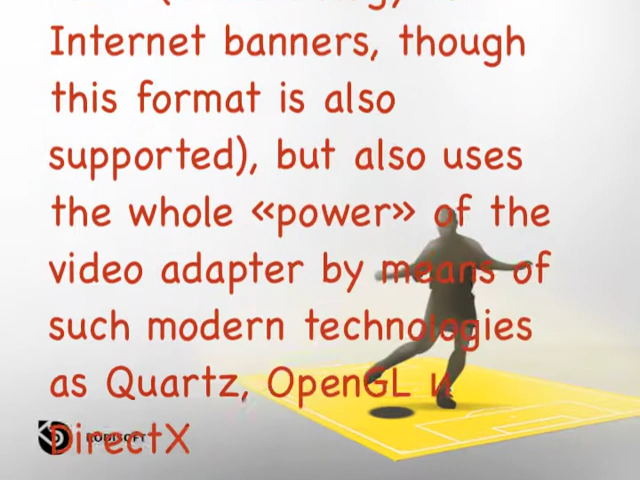 Internet banners, though
this format is also
supported), but also uses
the whole «power» of the
video adapter by means of
such modern technologies
as Quartz, OpenGL и
DirectX